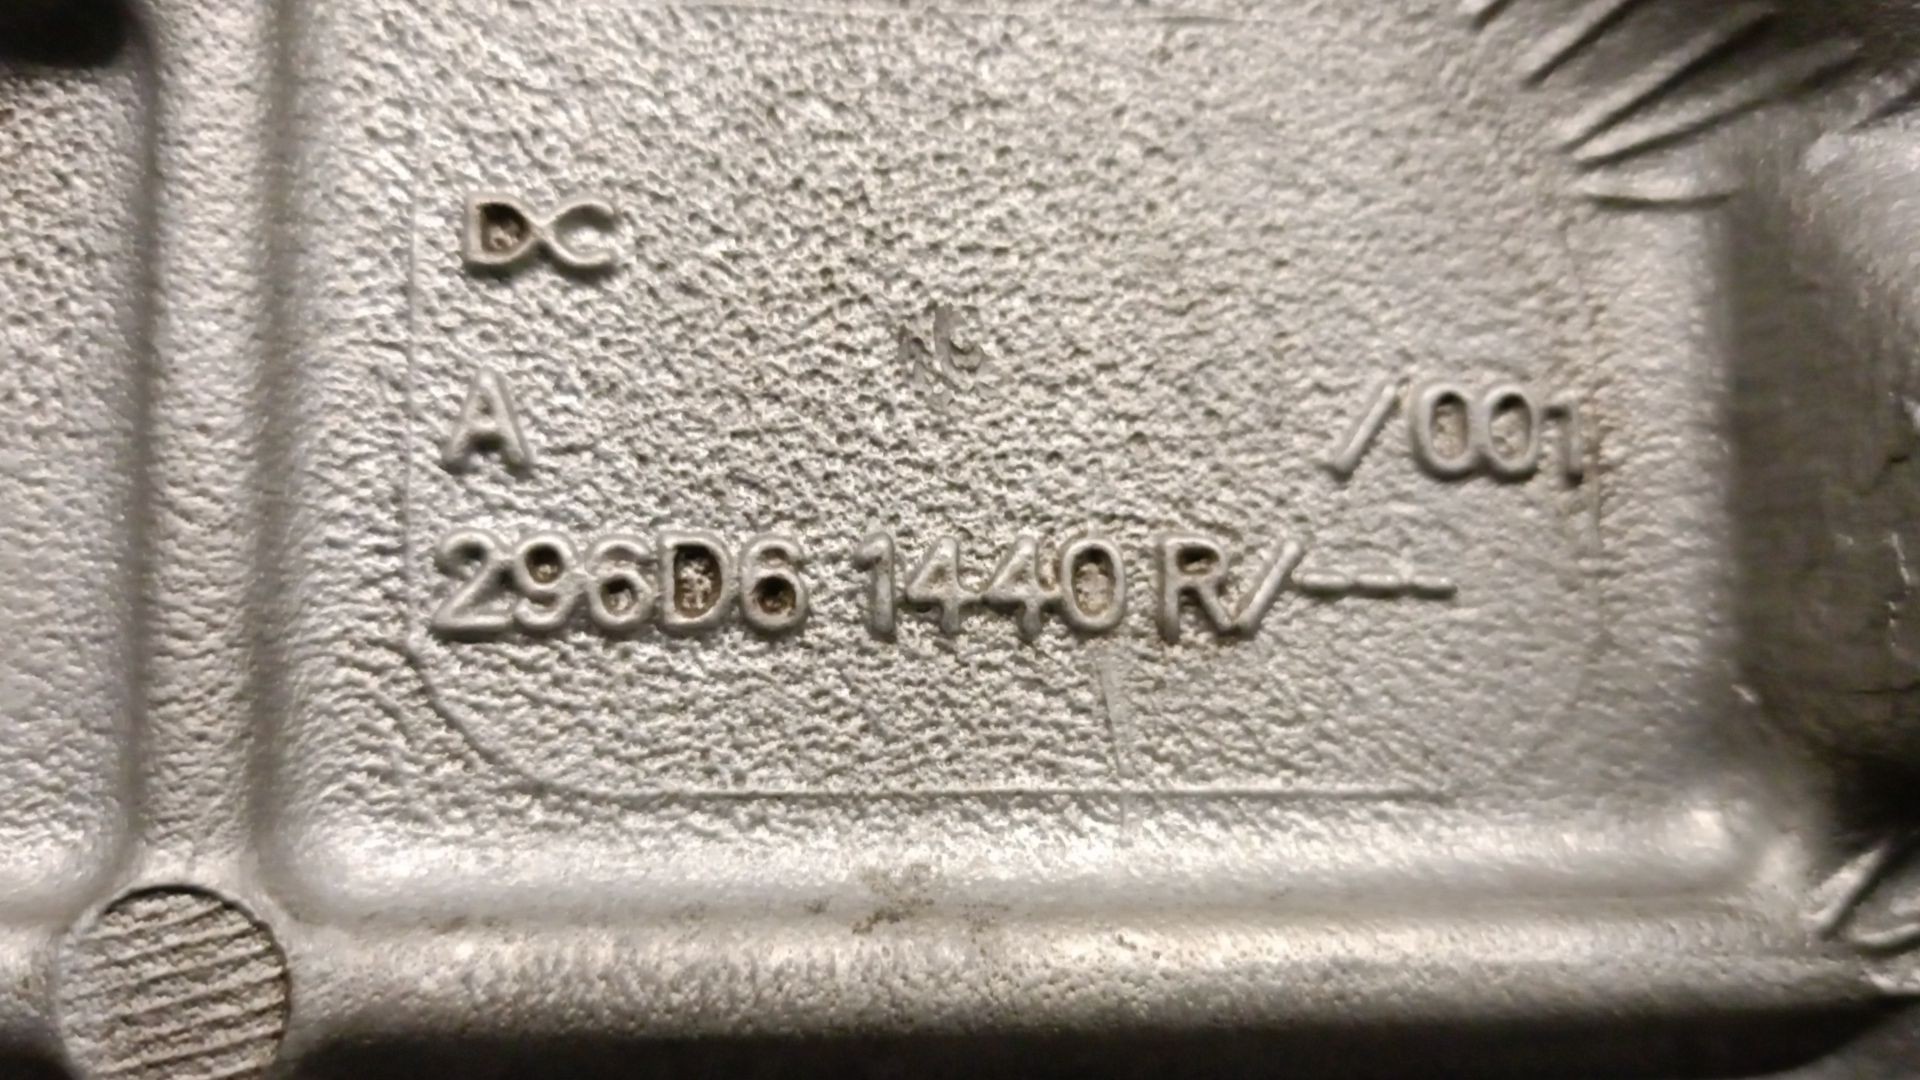 DC
A /001
296D6 1440 R/---